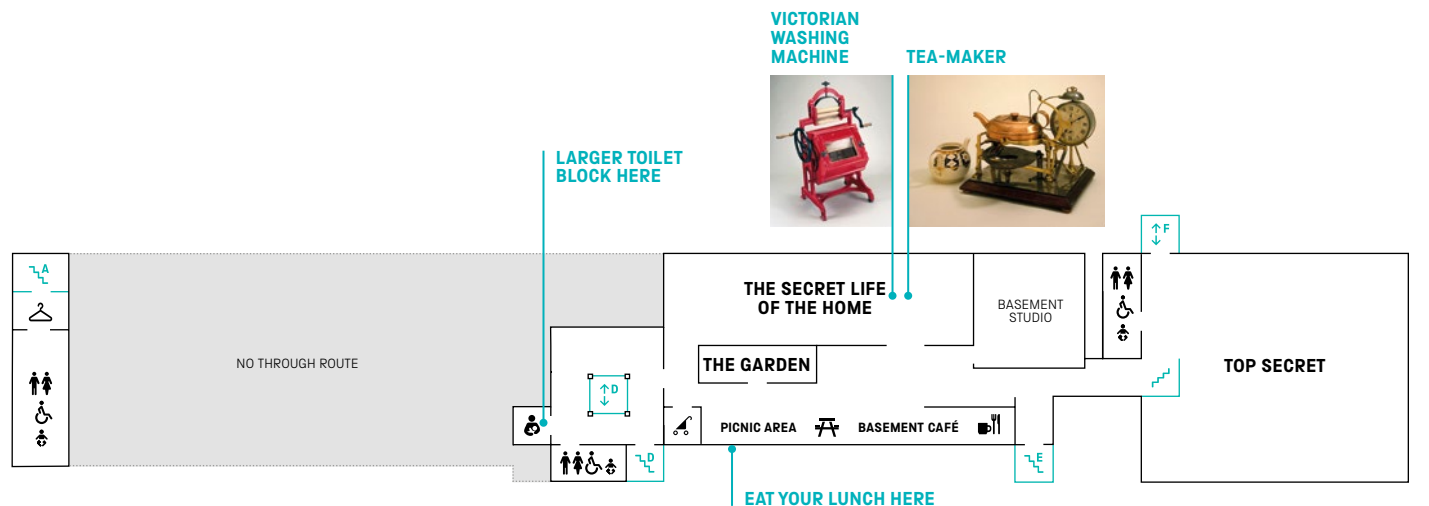 VICTORIAN
WASHING
MACHINE
TEA-MAKER
LARGER TOILET
BLOCK HERE
F
A
THE SECRET LIFE
OF THE HOME
BASEMENT
STUDIO
NO THROUGH ROUTE
THE GARDEN
TOP SECRET
D
PICNIC AREA
BASEMENT CAFÉ
D
E
EAT YOUR LUNCH HERE